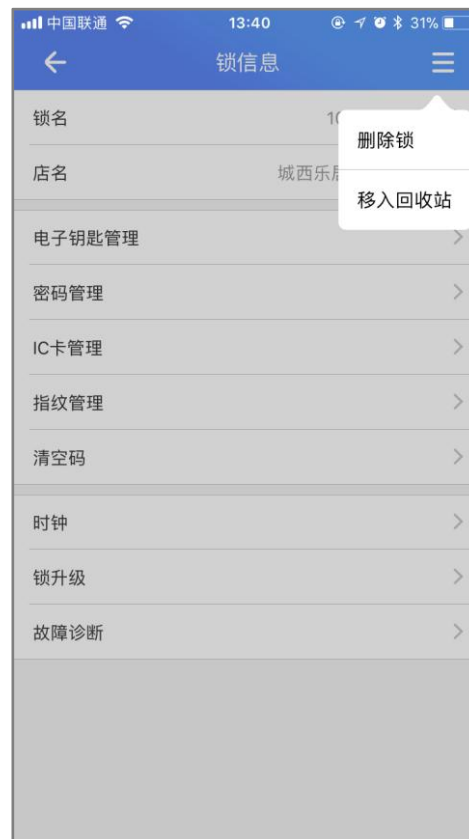 中国联通 13:40 31%
锁信息
锁名 10
删除锁
店名 城西乐
移入回收站
电子钥匙管理
密码管理
IC卡管理
指纹管理
清空码
时钟
锁升级
故障诊断